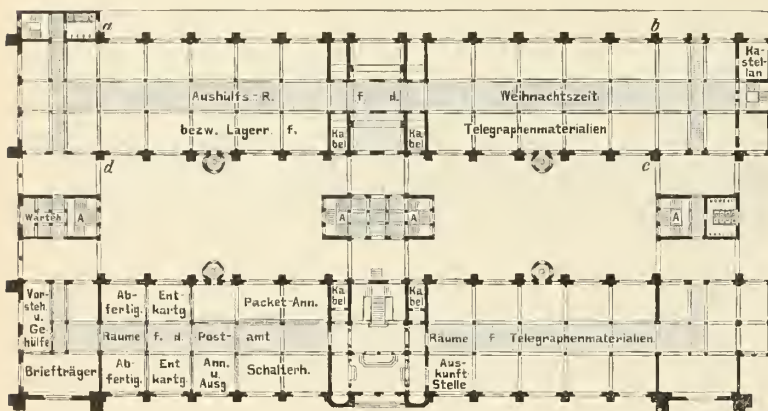 a
b
Ka-
stel-
lan
Aushülfs-R. f. d. Weihnachtszeit
bezw. Lagerr. f. Telegraphenmaterialien
Ka
bel
Ka
bel
d
c
Warteh
A
A
A
A
Vor-
steh.
u.
Ge
hülfe
Ab-
fertig.
Ent-
kartg
Packet-Ann.
Ka
bel
Ka
bel
Räume f. d. Post- amt
Räume f Telegraphenmaterialien
Briefträger
Ab-
fertig.
Ent
kartg
Ann.
u.
Ausg
Schalterh.
Aus-
kunft
Stelle